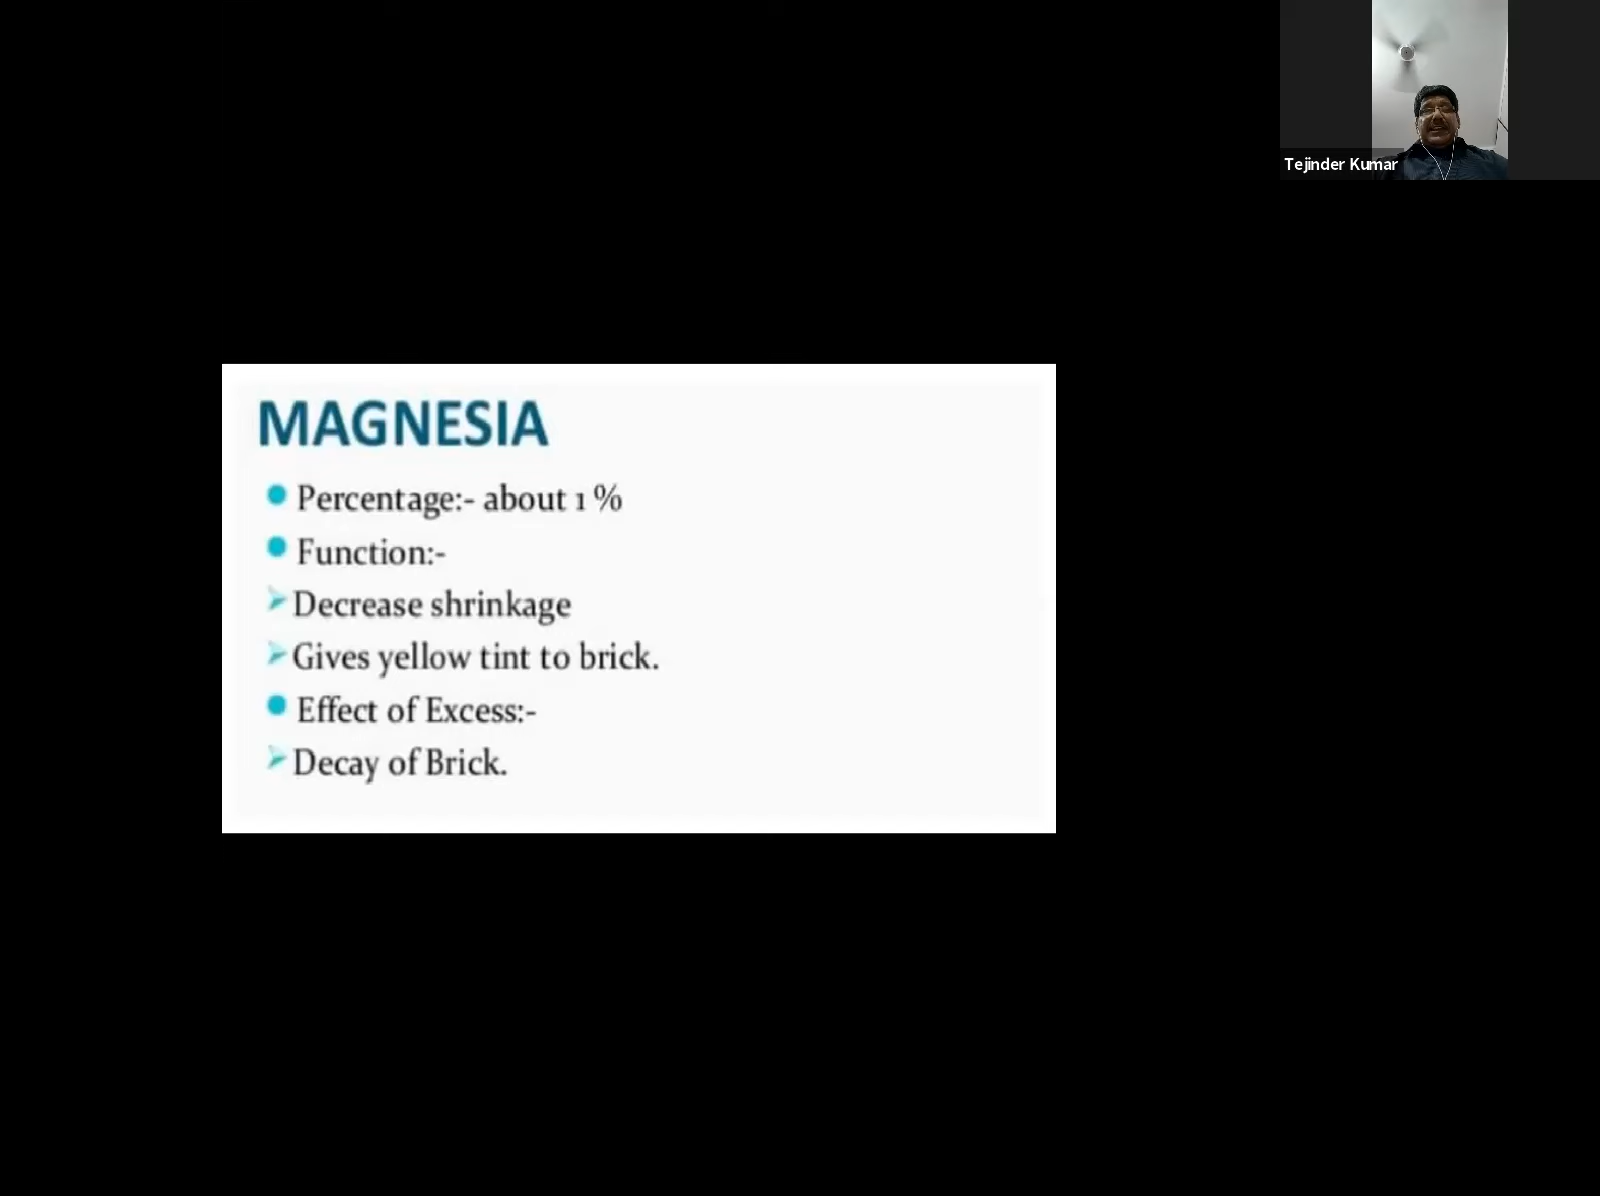 Tejinder Kumar
MAGNESIA
Percentage:- about 1 %
Function:-
Decrease shrinkage
Gives yellow tint to brick.
Effect of Excess:-
Decay of Brick.